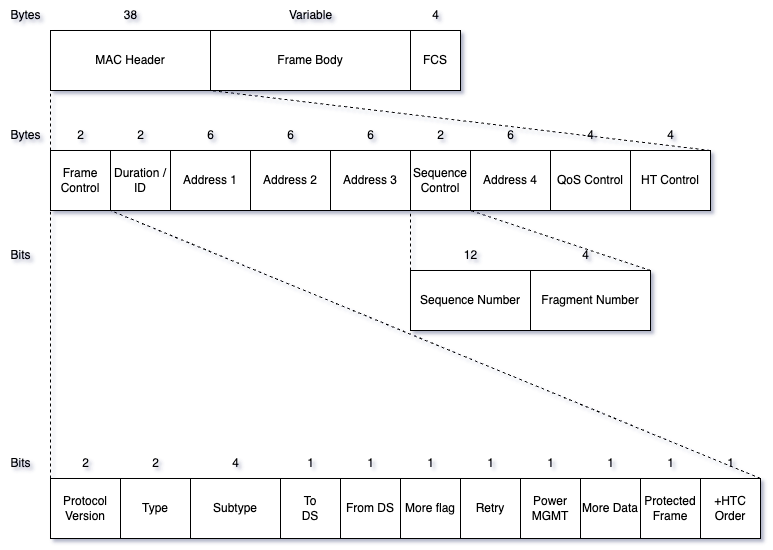 Bytes 38 Variable 4
MAC Header Frame Body FCS
Bytes 2 2 6 6 6 2 6 4 4
Frame Control Duration / ID Address 1 Address 2 Address 3 Sequence Control Address 4 QoS Control HT Control
Bits 12 4
Sequence Number Fragment Number
Bits 2 2 4 1 1 1 1 1 1 1 1
Protocol Version Type Subtype To DS From DS More flag Retry Power MGMT More Data Protected Frame +HTC Order